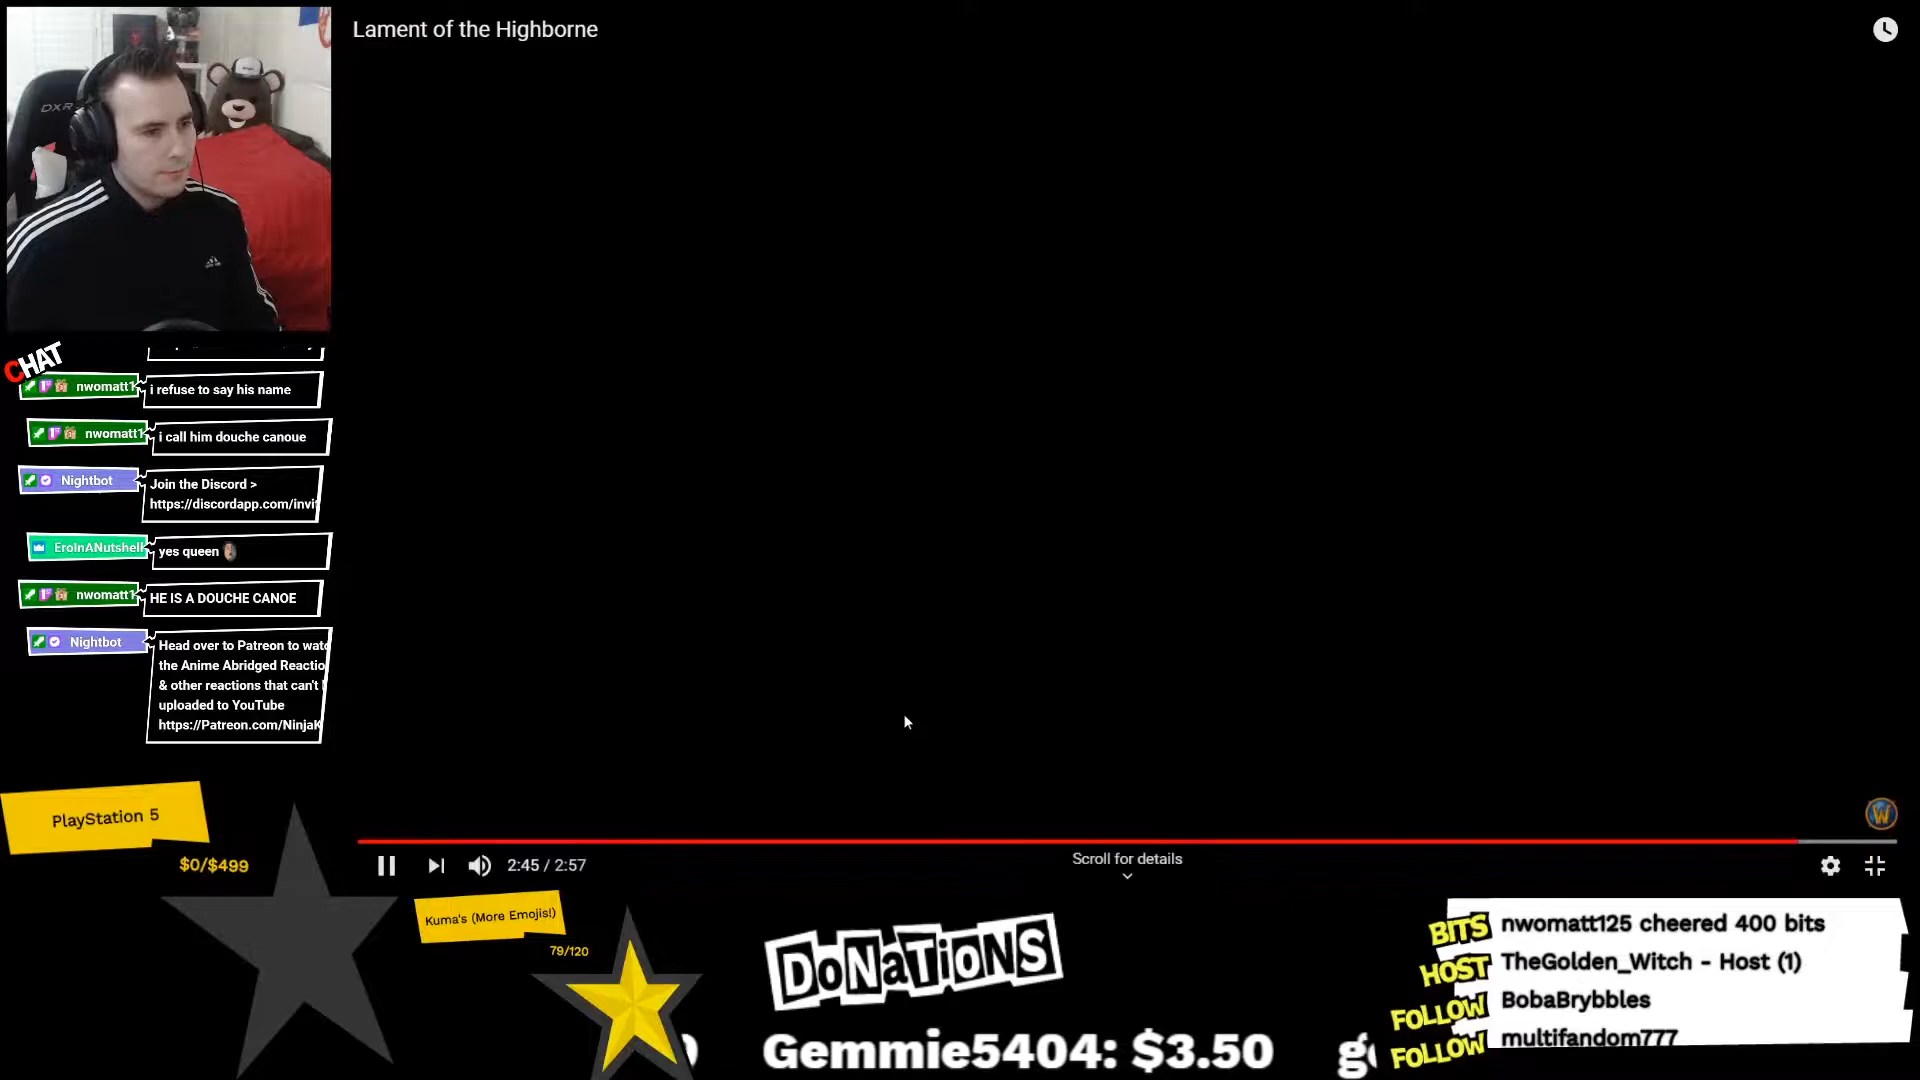 Lament of the Highborne
DXR
CHAT
nwomatt1
i refuse to say his name
nwomatt1
i call him douche canoue
Nightbot
Join the Discord >
https://discordapp.com/invi
EroInANutshell
yes queen
nwomatt1
HE IS A DOUCHE CANOE
Nightbot
Head over to Patreon to watc
the Anime Abridged Reactio
& other reactions that can't
uploaded to YouTube
https://Patreon.com/NinjaK
PlayStation 5
$0/$499
2:45 / 2:57
Scroll for details
W
Kuma's (More Emojis!)
79/120
DoNaTiONS
Gemmie5404: $3.50
BITS nwomatt125 cheered 400 bits
HOST TheGolden_Witch - Host (1)
FOLLOW BobaBrybbles
FOLLOW multifandom777